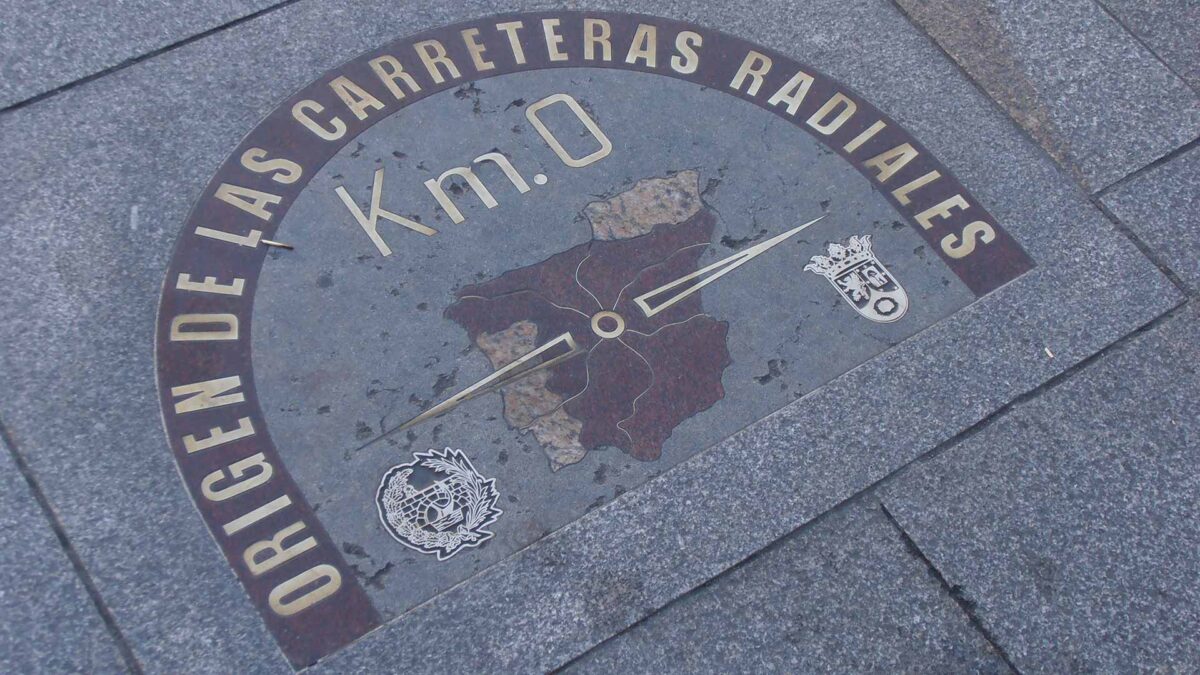 ORIGEN DE LAS CARRETERAS RADIALES
Km. 0